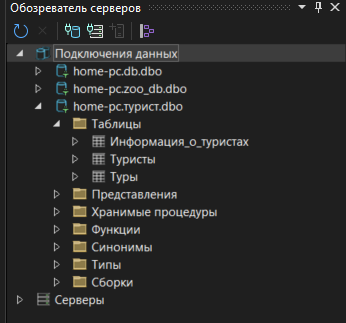 Обозреватель серверов
Подключения данных
home-pc.db.dbo
home-pc.zoo_db.dbo
home-pc.турист.dbo
Таблицы
Информация_о_туристах
Туристы
Туры
Представления
Хранимые процедуры
Функции
Синонимы
Типы
Сборки
Серверы